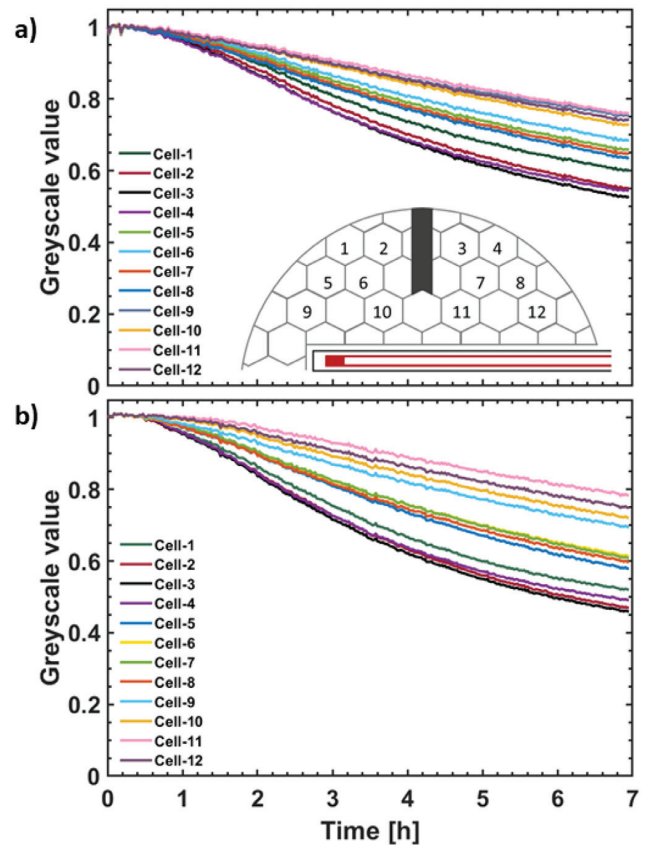 a)
Greyscale value
1
0.8
0.6
0.4
0.2
0
Cell-1
Cell-2
Cell-3
Cell-4
Cell-5
Cell-6
Cell-7
Cell-8
Cell-9
Cell-10
Cell-11
Cell-12
1 2 3 4
5 6 7 8
9 10 11 12
b)
Greyscale value
1
0.8
0.6
0.4
0.2
0
Cell-1
Cell-2
Cell-3
Cell-4
Cell-5
Cell-6
Cell-7
Cell-8
Cell-9
Cell-10
Cell-11
Cell-12
0 1 2 3 4 5 6 7
Time [h]